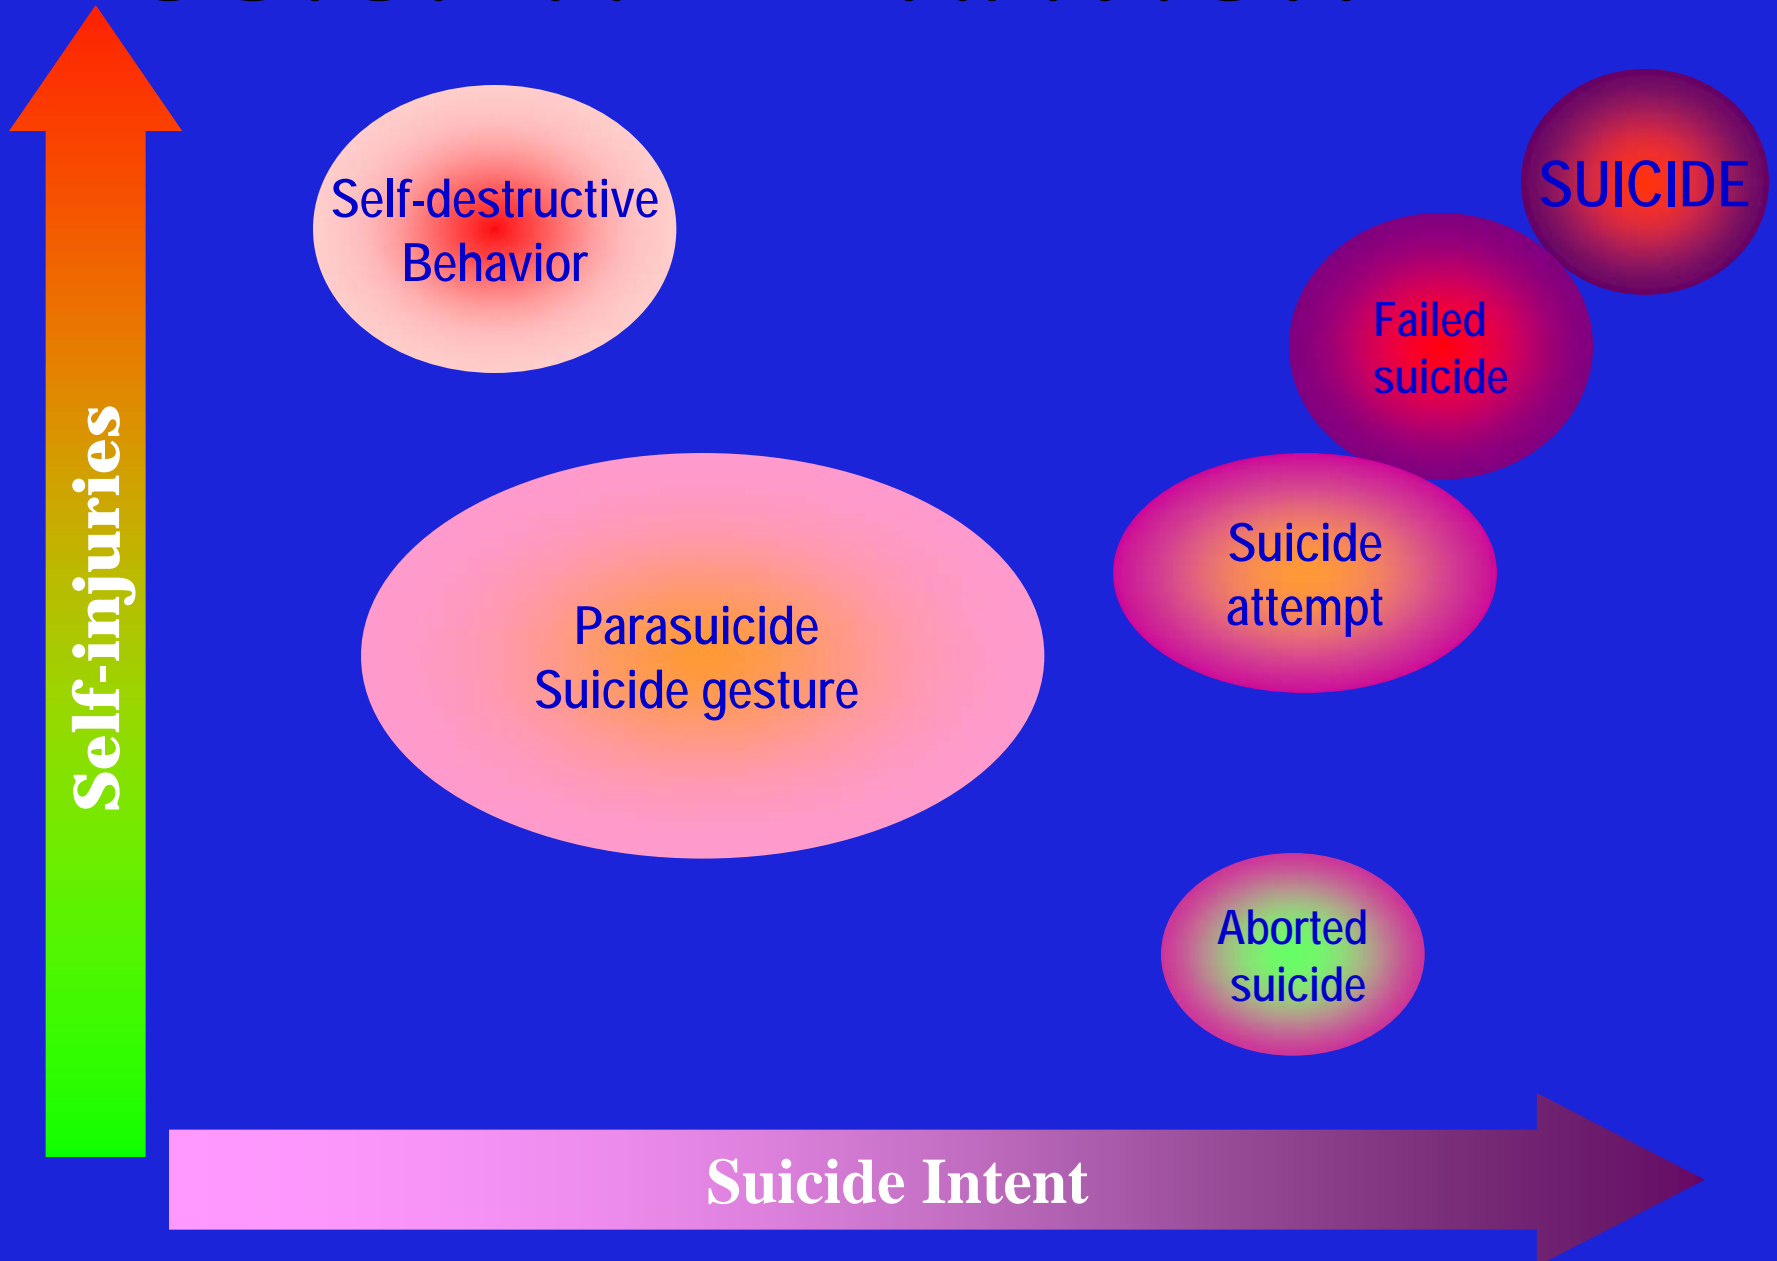 Self-destructive
Behavior
SUICIDE
Failed
suicide
Suicide
attempt
Parasuicide
Suicide gesture
Aborted
suicide
Self-injuries
Suicide Intent